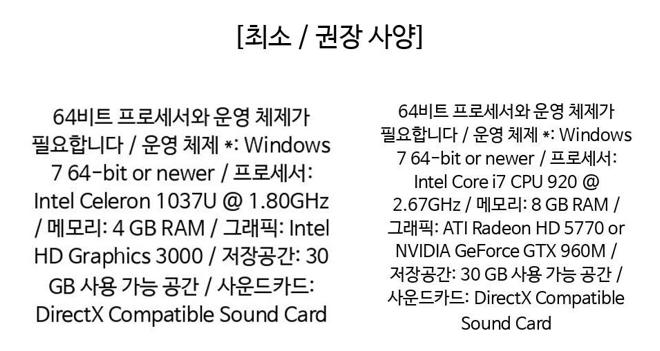 [최소 / 권장 사양]
64비트 프로세서와 운영 체제가
필요합니다 / 운영 체제 *: Windows
7 64-bit or newer / 프로세서:
Intel Celeron 1037U @ 1.80GHz
/ 메모리: 4 GB RAM / 그래픽: Intel
HD Graphics 3000 / 저장공간: 30
GB 사용 가능 공간 / 사운드카드:
DirectX Compatible Sound Card
64비트 프로세서와 운영 체제가
필요합니다 / 운영 체제 *: Windows
7 64-bit or newer / 프로세서:
Intel Core i7 CPU 920 @
2.67GHz / 메모리: 8 GB RAM /
그래픽: ATI Radeon HD 5770 or
NVIDIA GeForce GTX 960M /
저장공간: 30 GB 사용 가능 공간 /
사운드카드: DirectX Compatible
Sound Card